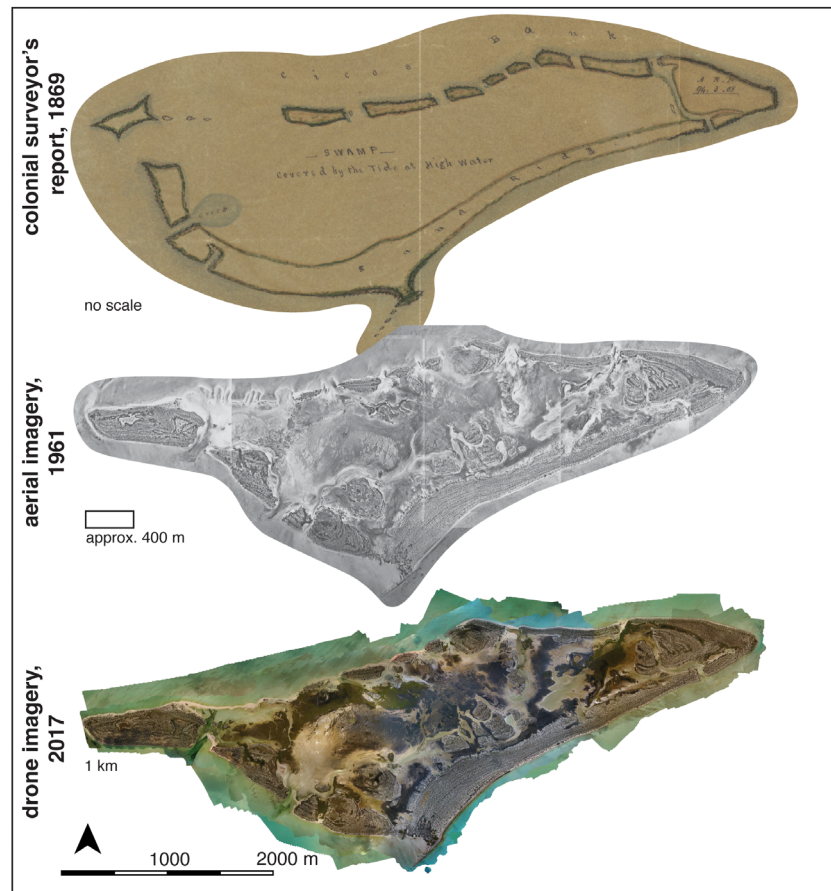 colonial surveyor's
report, 1869
Bank
SWAMP
Covered by the Tide at High Water
no scale
aerial imagery,
1961
approx. 400 m
drone imagery,
2017
1 km
1000
2000 m